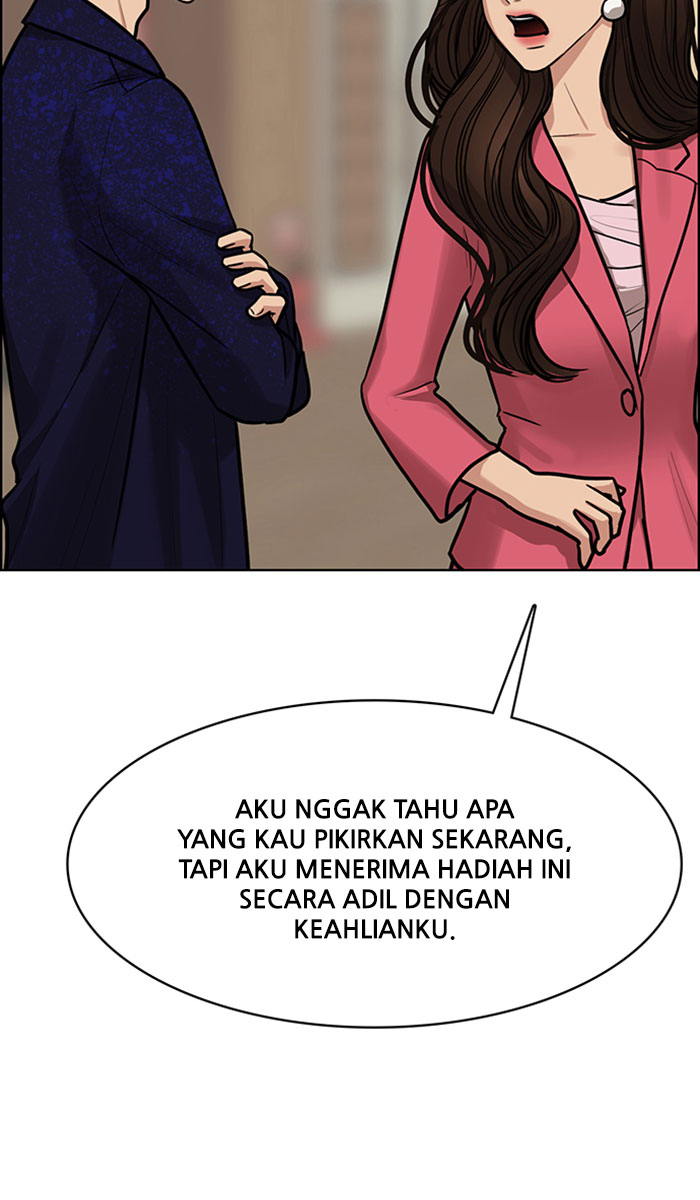 AKU NGGAK TAHU APA
YANG KAU PIKIRKAN SEKARANG,
TAPI AKU MENERIMA HADIAH INI
SECARA ADIL DENGAN
KEAHLIANKU.